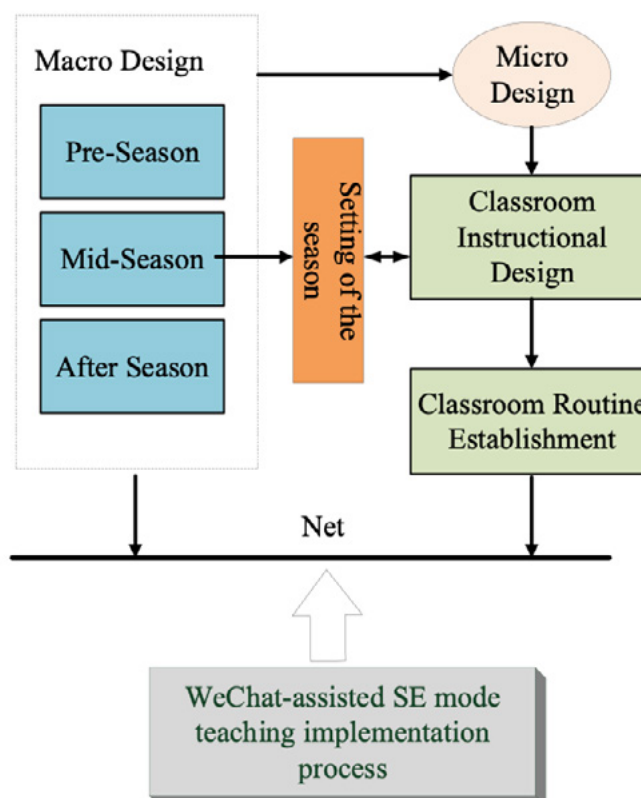 Macro Design
Pre-Season
Mid-Season
After Season
Setting of the
season
Micro
Design
Classroom
Instructional
Design
Classroom Routine
Establishment
Net
WeChat-assisted SE mode
teaching implementation
process